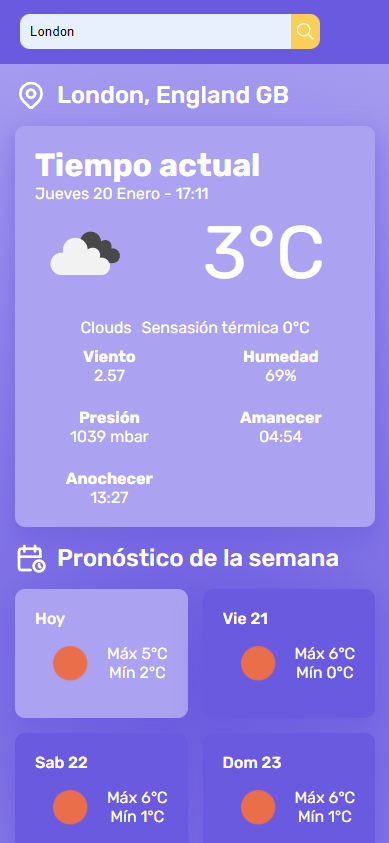 London
London, England GB
Tiempo actual
Jueves 20 Enero - 17:11
3°C
Clouds Sensasión térmica 0°C
Viento
2.57
Humedad
69%
Presión
1039 mbar
Amanecer
04:54
Anochecer
13:27
Pronóstico de la semana
Hoy
Máx 5°C
Mín 2°C
Vie 21
Máx 6°C
Mín 0°C
Sab 22
Máx 6°C
Mín 1°C
Dom 23
Máx 6°C
Mín 1°C